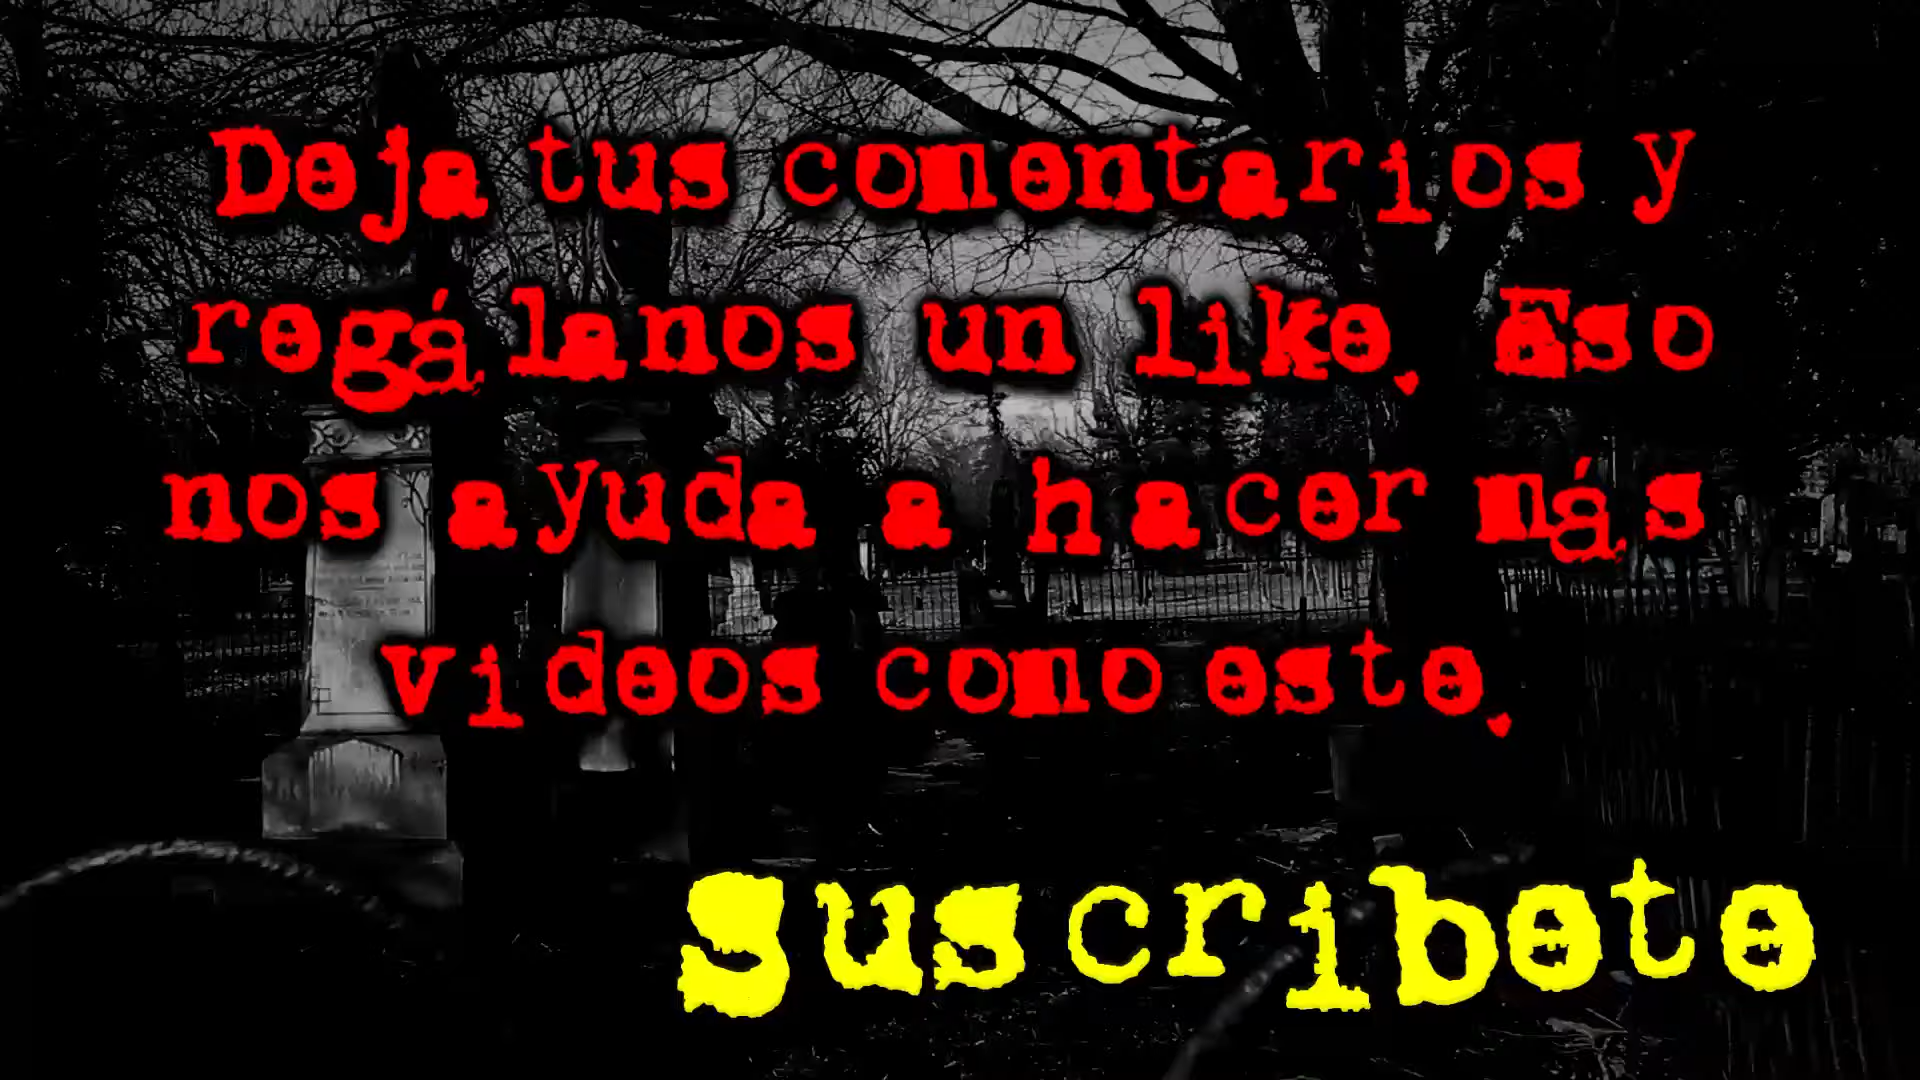 Deja tus comentarios y
regálanos un like. Eso
nos ayuda a hacer más
videos como este.
Suscribete